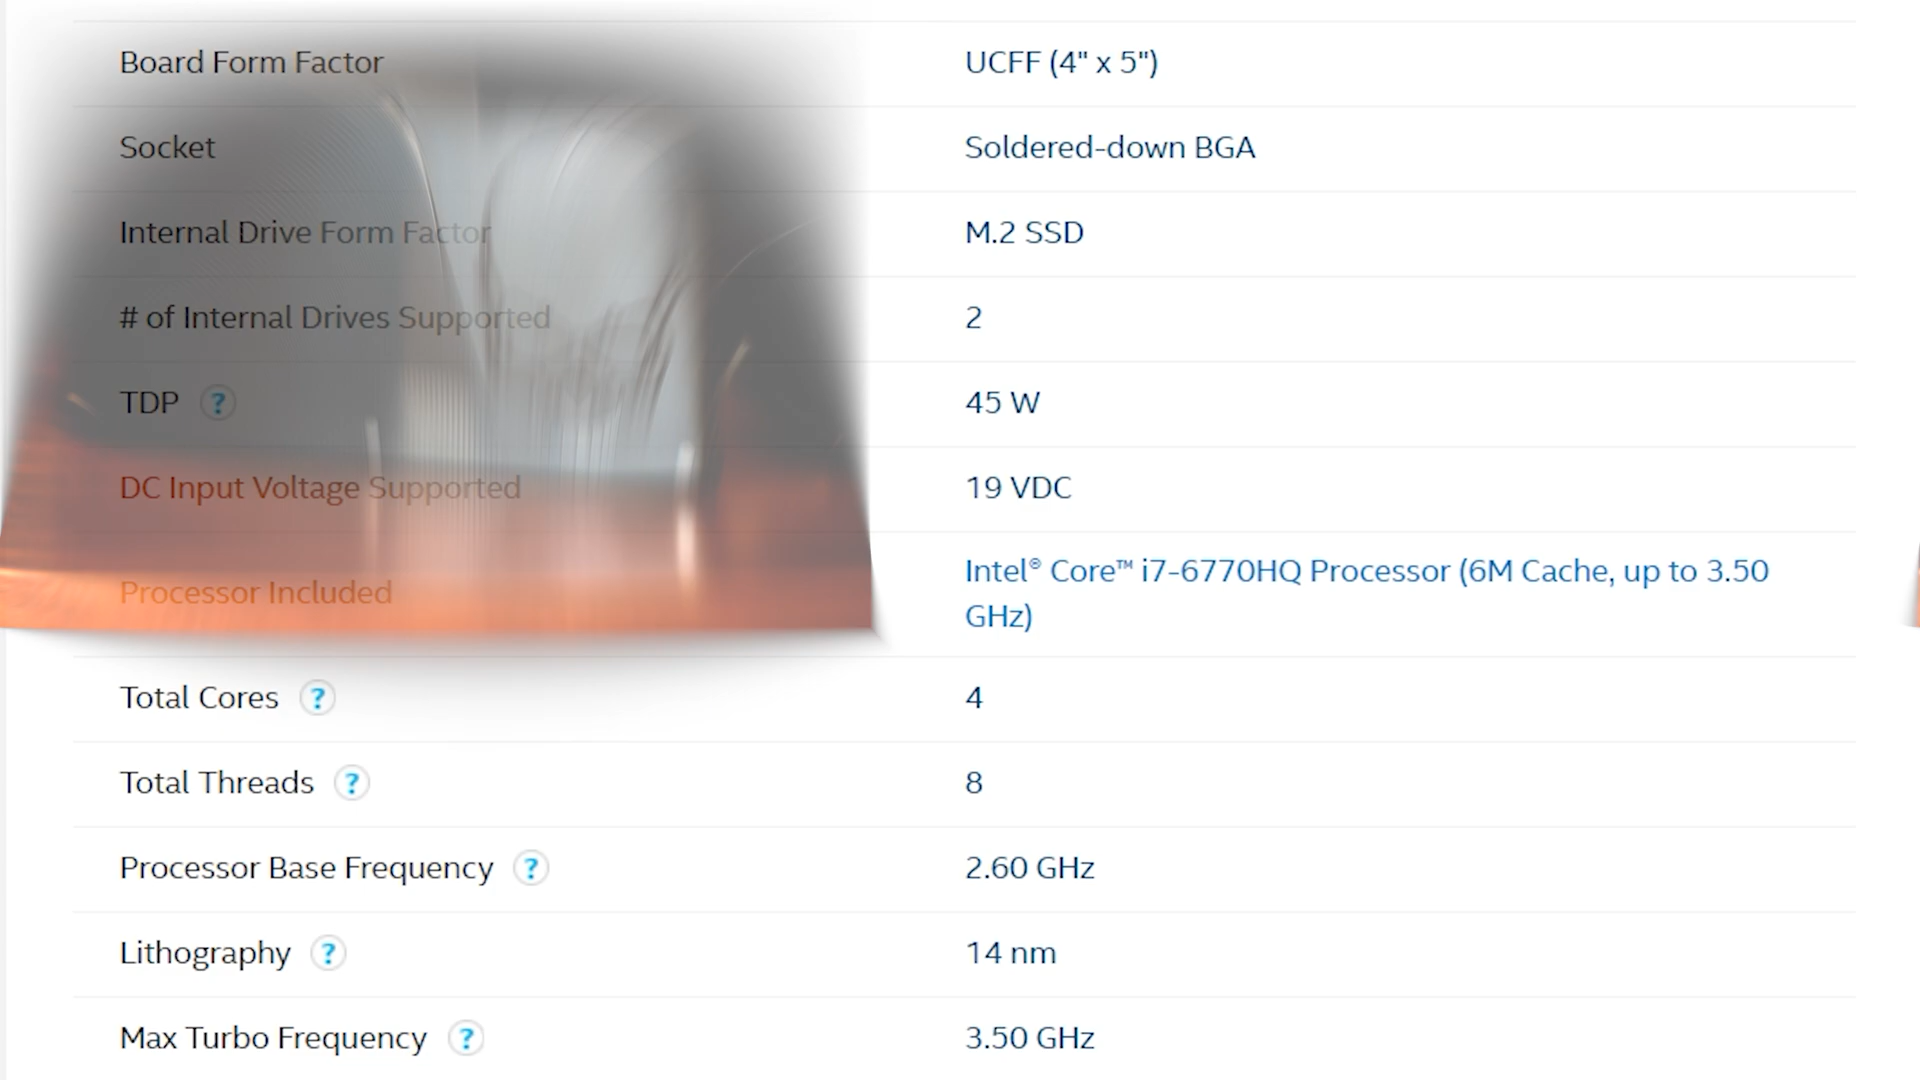 Board Form Factor UCFF (4" x 5")
Socket Soldered-down BGA
Internal Drive Form Factor M.2 SSD
# of Internal Drives Supported 2
TDP ? 45 W
DC Input Voltage Supported 19 VDC
Processor Included Intel® Core™ i7-6770HQ Processor (6M Cache, up to 3.50
GHz)
Total Cores ? 4
Total Threads ? 8
Processor Base Frequency ? 2.60 GHz
Lithography ? 14 nm
Max Turbo Frequency ? 3.50 GHz